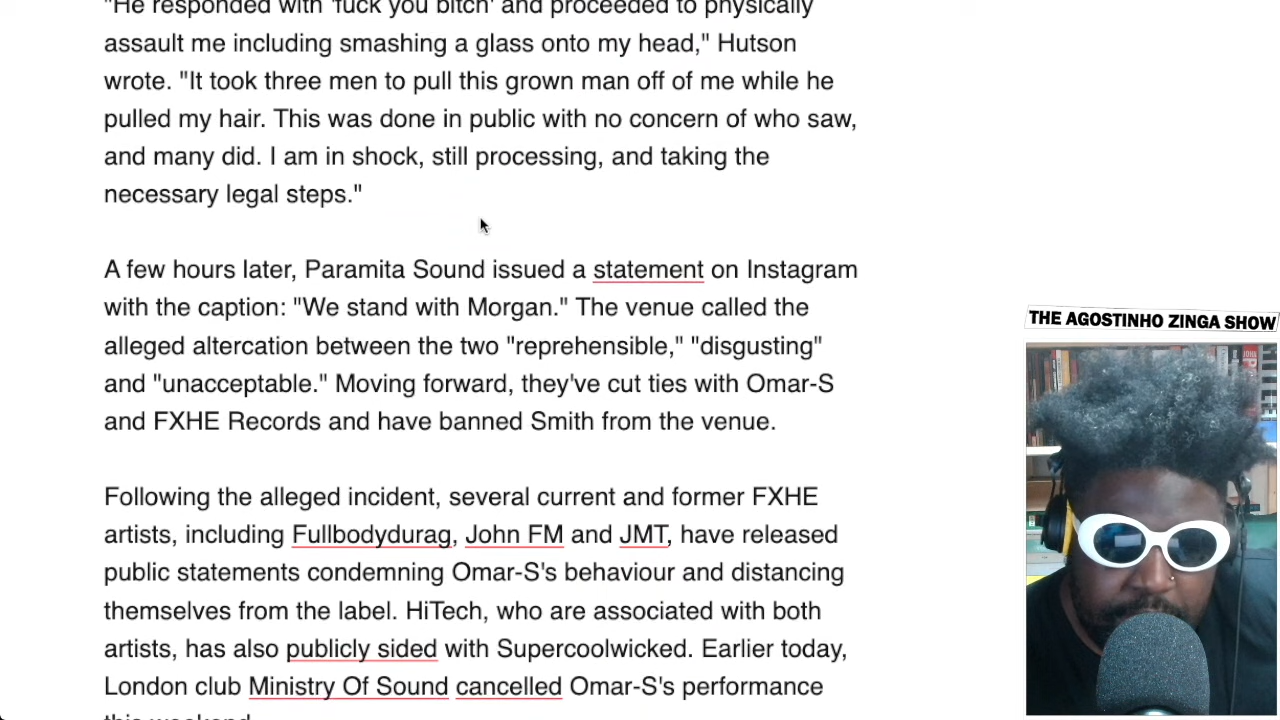 "He responded with 'fuck you bitch' and proceeded to physically
assault me including smashing a glass onto my head," Hutson
wrote. "It took three men to pull this grown man off of me while he
pulled my hair. This was done in public with no concern of who saw,
and many did. I am in shock, still processing, and taking the
necessary legal steps."
A few hours later, Paramita Sound issued a statement on Instagram
with the caption: "We stand with Morgan." The venue called the
alleged altercation between the two "reprehensible," "disgusting"
and "unacceptable." Moving forward, they've cut ties with Omar-S
and FXHE Records and have banned Smith from the venue.
THE AGOSTINHO ZINGA SHOW
Following the alleged incident, several current and former FXHE
artists, including Fullbodydurag, John FM and JMT, have released
public statements condemning Omar-S's behaviour and distancing
themselves from the label. HiTech, who are associated with both
artists, has also publicly sided with Supercoolwicked. Earlier today,
London club Ministry Of Sound cancelled Omar-S's performance
this weekend